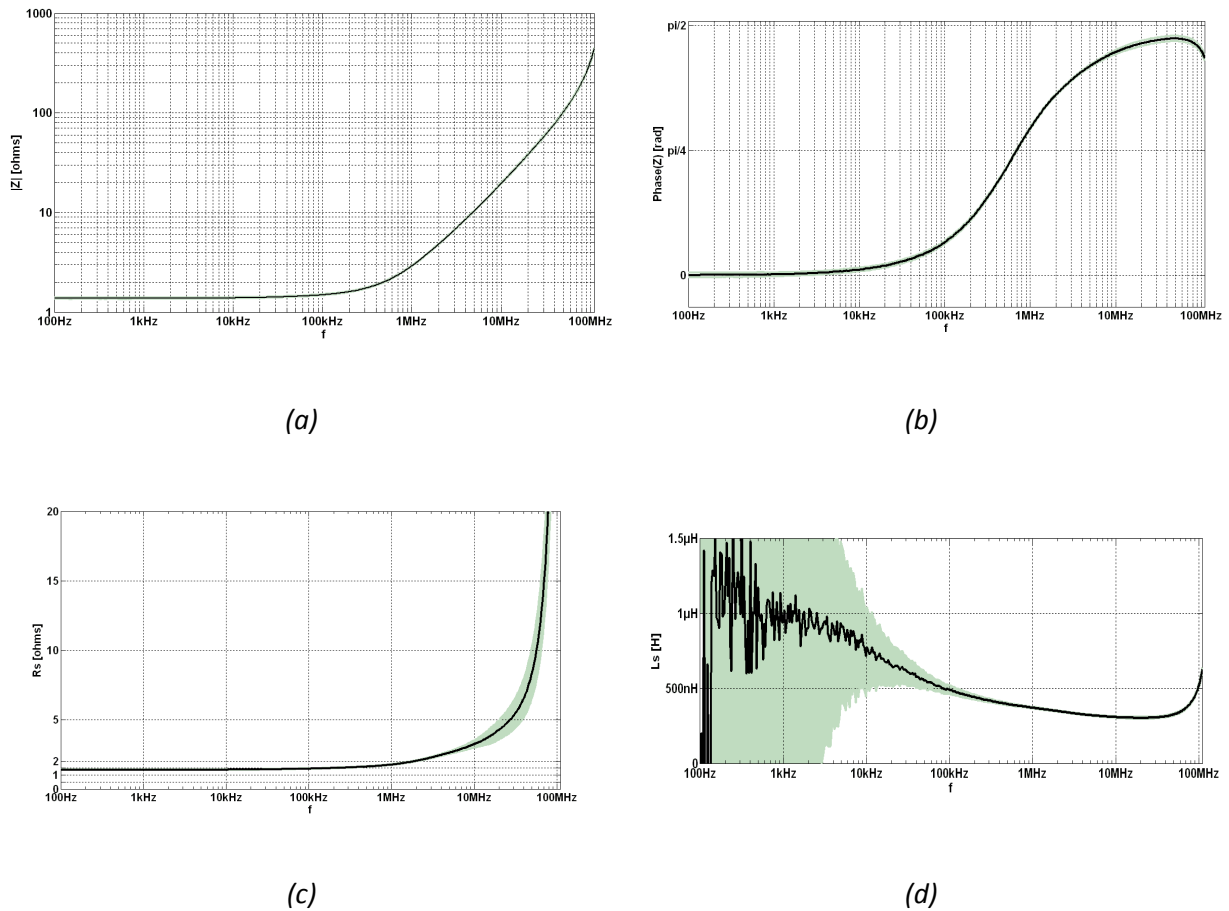 1000
100
10
1
|Z| [ohms]
100Hz 1kHz 10kHz 100kHz 1MHz 10MHz 100MHz
f
(a)
pi/2
pi/4
0
Phase(Z) [rad]
100Hz 1kHz 10kHz 100kHz 1MHz 10MHz 100MHz
f
(b)
20
15
10
5
2
1
0
Rs [ohms]
100Hz 1kHz 10kHz 100kHz 1MHz 10MHz 100MHz
f
(c)
1.5µH
1µH
500nH
0
Ls [H]
100Hz 1kHz 10kHz 100kHz 1MHz 10MHz 100MHz
f
(d)